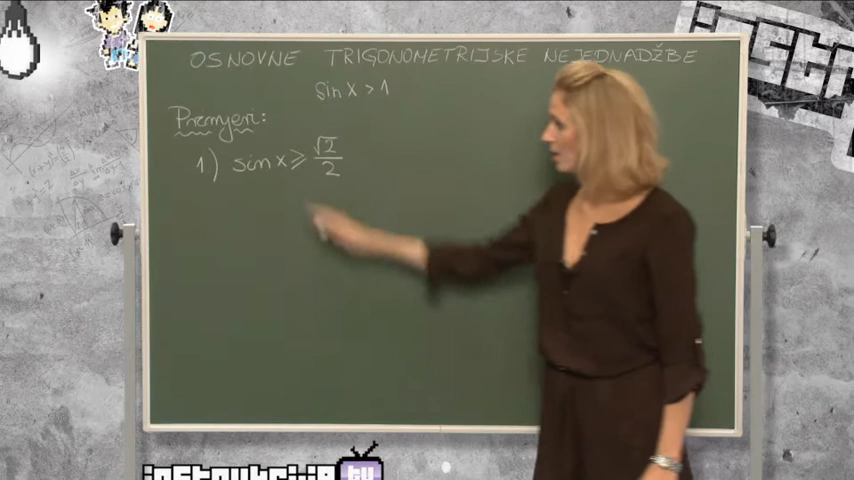 OSNOVNE TRIGONOMETRIJSKE NEJEDNADŽBE
sin x > 1
Primjeri:
1) sin x ≥ √2/2
instrukcije
tv